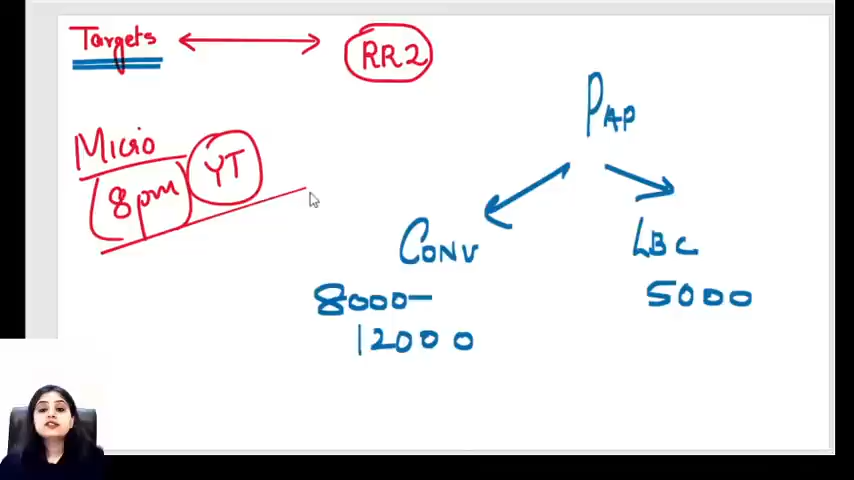 Targets RR2
Micro
8pm YT
PAP
CONV LBC
8000-
12000
5000